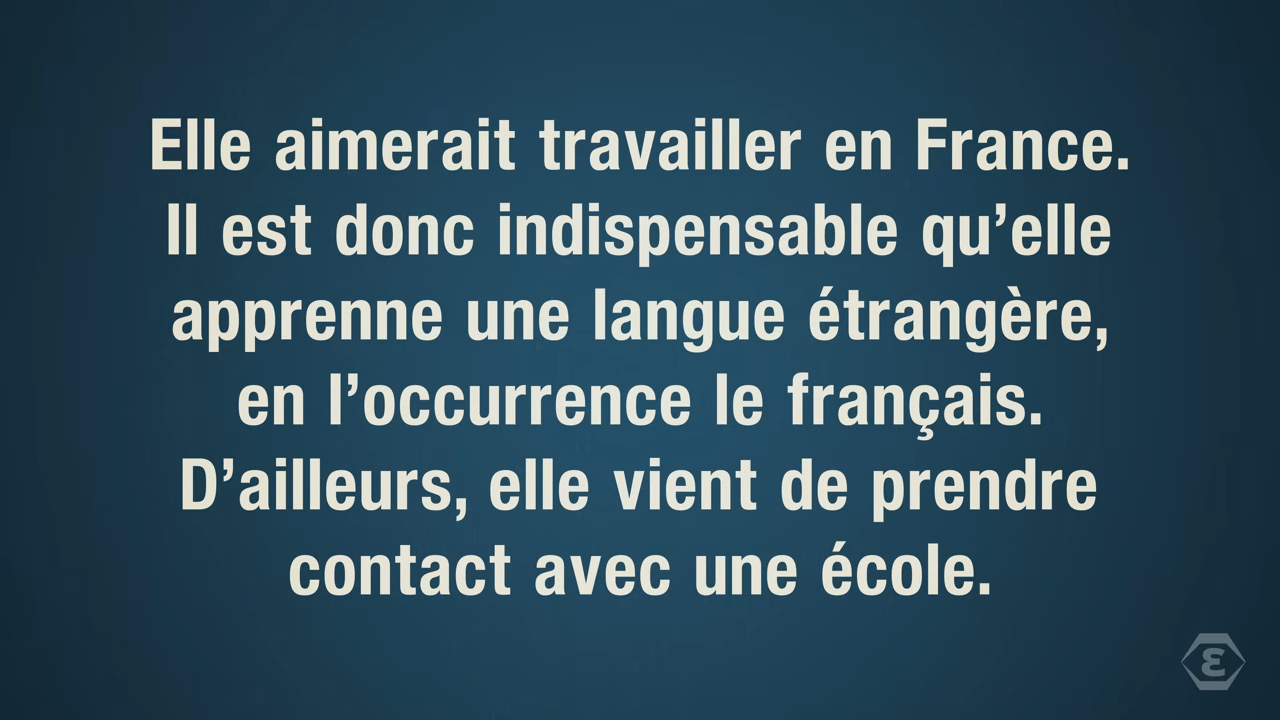 Elle aimerait travailler en France.
Il est donc indispensable qu’elle
apprenne une langue étrangère,
en l’occurrence le français.
D’ailleurs, elle vient de prendre
contact avec une école.
ε